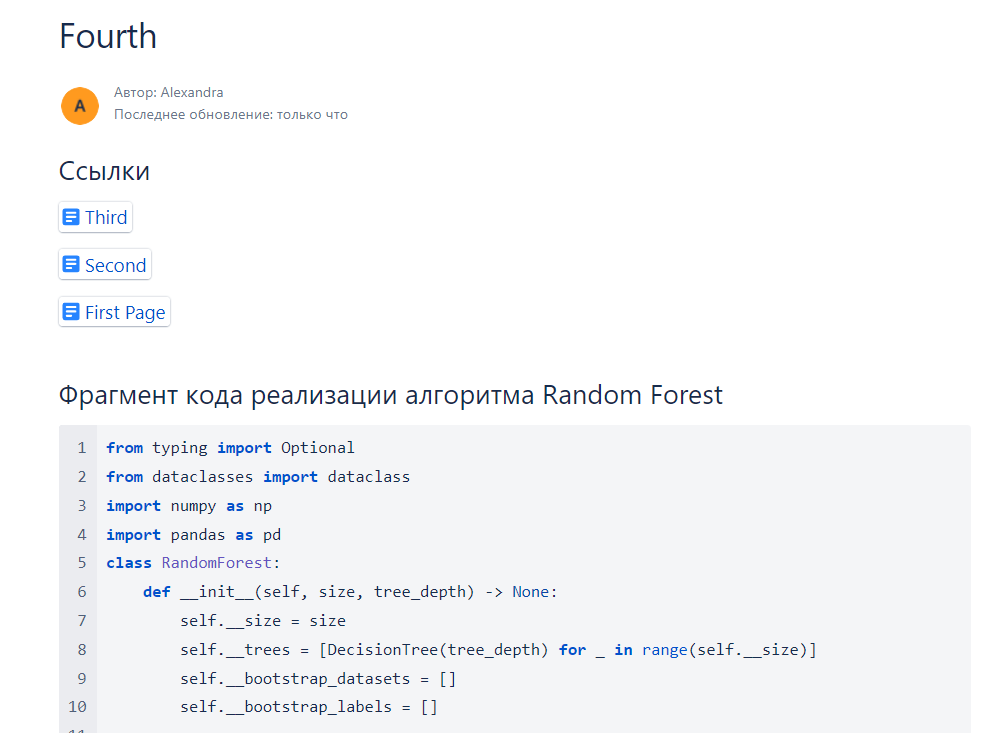 Fourth
A
Автор: Alexandra
Последнее обновление: только что
Ссылки
Third
Second
First Page
Фрагмент кода реализации алгоритма Random Forest
1 from typing import Optional
2 from dataclasses import dataclass
3 import numpy as np
4 import pandas as pd
5 class RandomForest:
6     def __init__(self, size, tree_depth) -> None:
7         self.__size = size
8         self.__trees = [DecisionTree(tree_depth) for _ in range(self.__size)]
9         self.__bootstrap_datasets = []
10         self.__bootstrap_labels = []